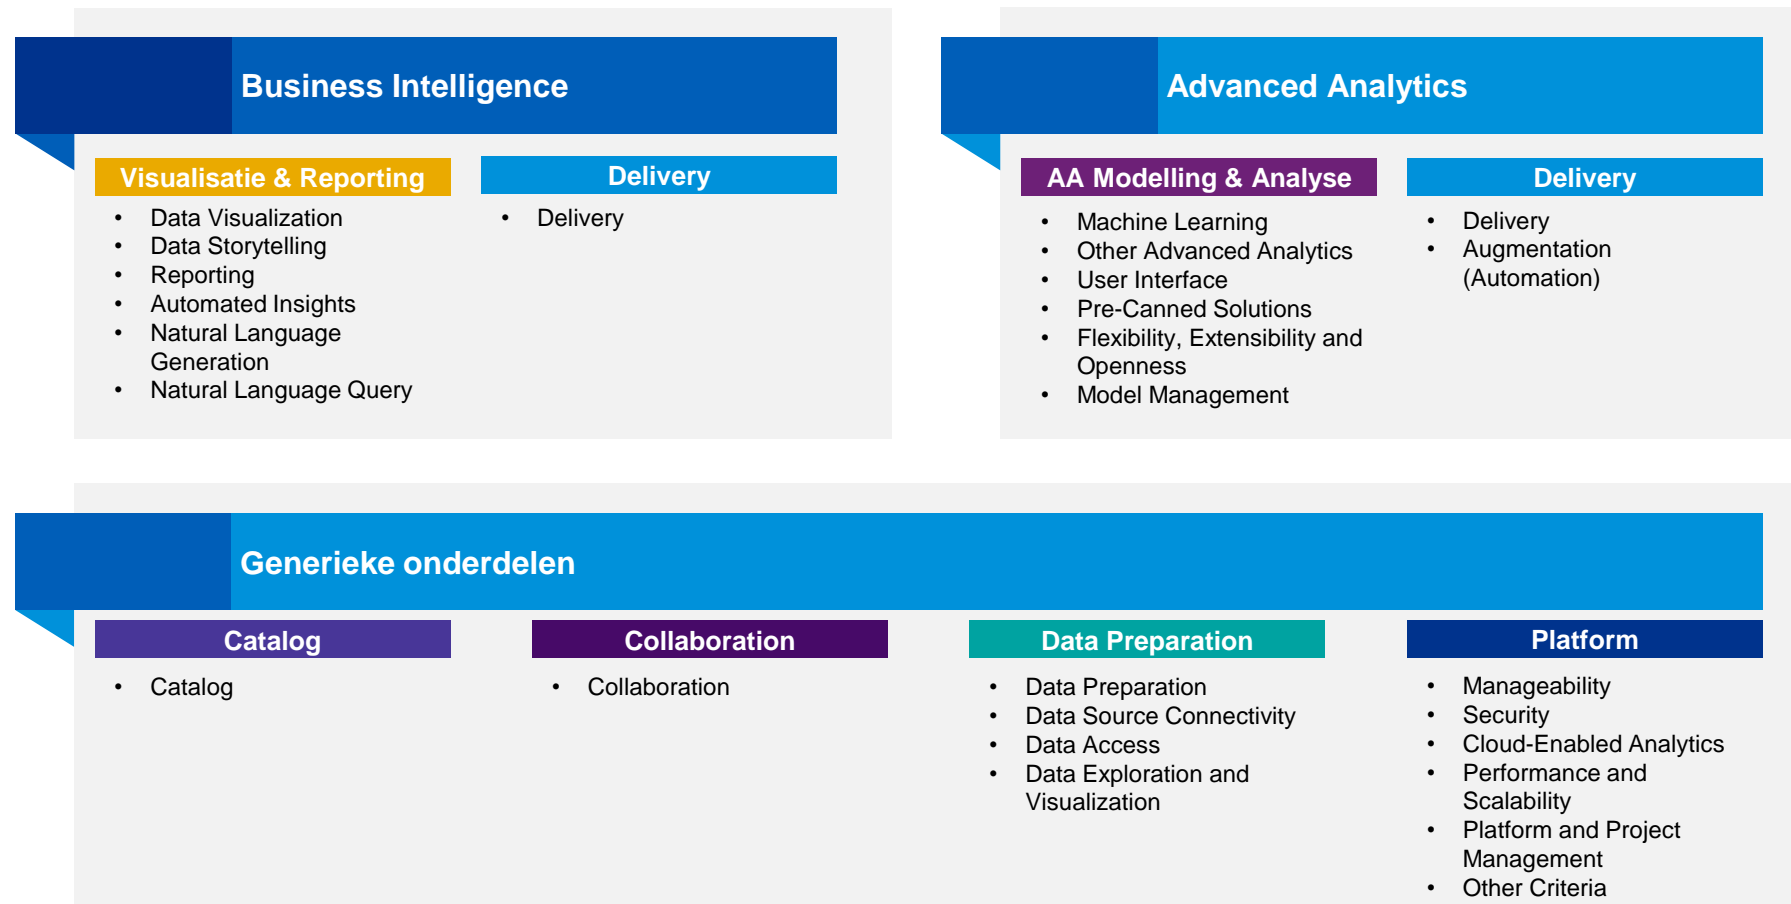 Business Intelligence
Visualisatie & Reporting
• Data Visualization
• Data Storytelling
• Reporting
• Automated Insights
• Natural Language
Generation
• Natural Language Query
Delivery
• Delivery
Advanced Analytics
AA Modelling & Analyse
• Machine Learning
• Other Advanced Analytics
• User Interface
• Pre-Canned Solutions
• Flexibility, Extensibility and
Openness
• Model Management
Delivery
• Delivery
• Augmentation
(Automation)
Generieke onderdelen
Catalog
• Catalog
Collaboration
• Collaboration
Data Preparation
• Data Preparation
• Data Source Connectivity
• Data Access
• Data Exploration and
Visualization
Platform
• Manageability
• Security
• Cloud-Enabled Analytics
• Performance and
Scalability
• Platform and Project
Management
• Other Criteria